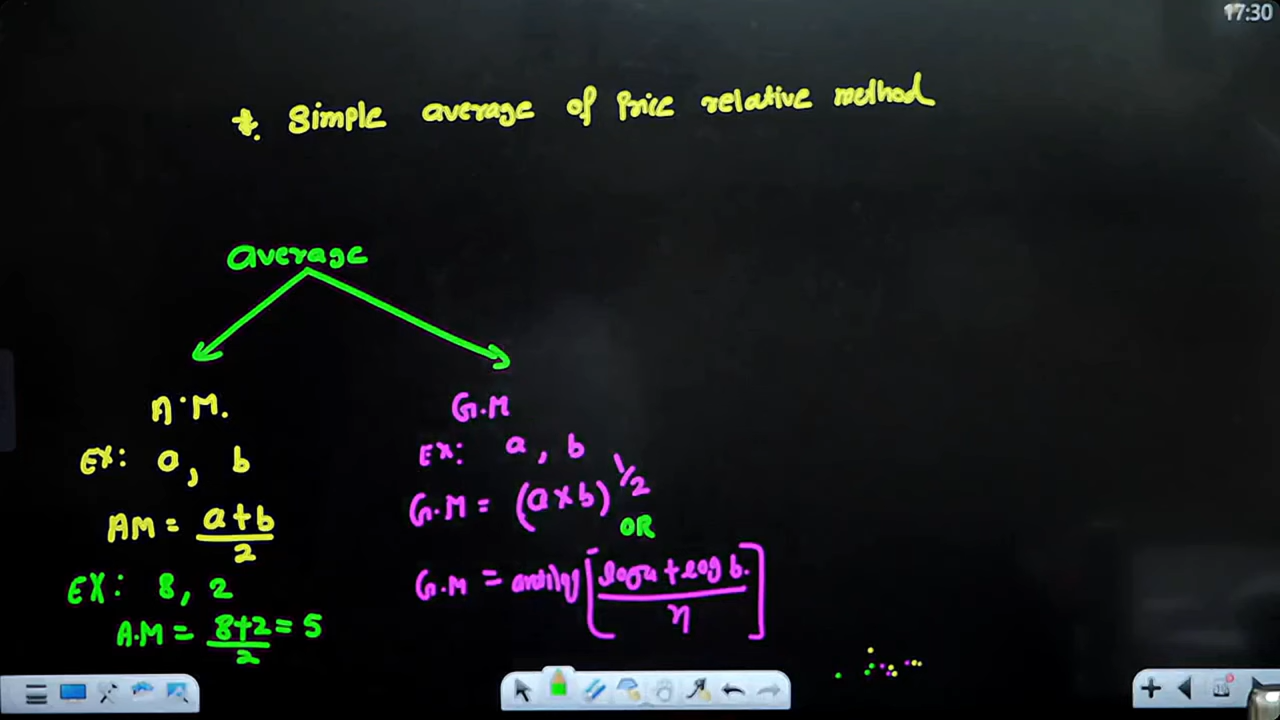 17:30
*. Simple average of Price relative method
average
A.M.
Ex: a, b
AM = a+b/2
EX: 8, 2
A.M = 8+2/2 = 5
G.M
Ex: a, b
G.M = (a×b)^1/2
OR
G.M = antilog [log a + log b./n]